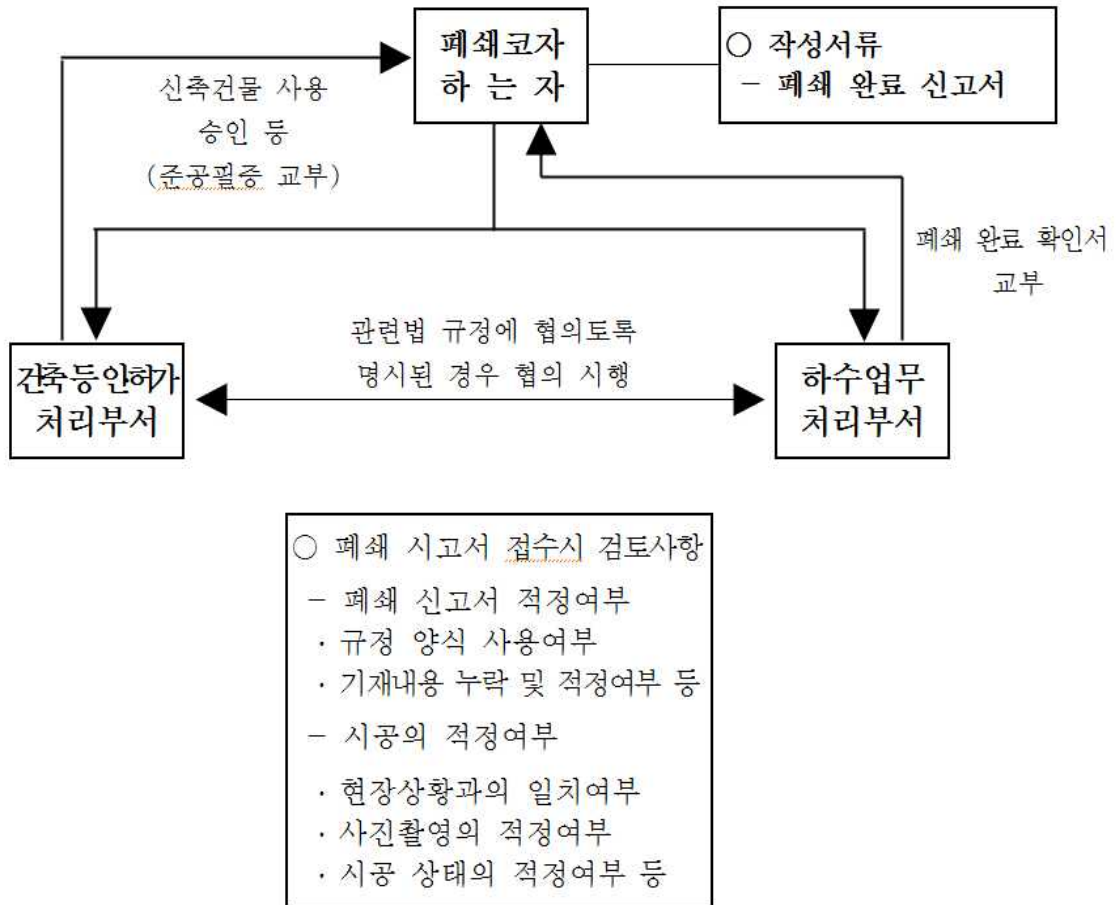 폐쇄코자
하 는 자
○ 작성서류
- 폐쇄 완료 신고서
신축건물 사용
승인 등
(준공필증 교부)
폐쇄 완료 확인서
교부
관련법 규정에 협의토록
명시된 경우 협의 시행
건축등인허가
처리부서
하수업무
처리부서
○ 폐쇄 시고서 접수시 검토사항
- 폐쇄 신고서 적정여부
· 규정 양식 사용여부
· 기재내용 누락 및 적정여부 등
- 시공의 적정여부
· 현장상황과의 일치여부
· 사진촬영의 적정여부
· 시공 상태의 적정여부 등